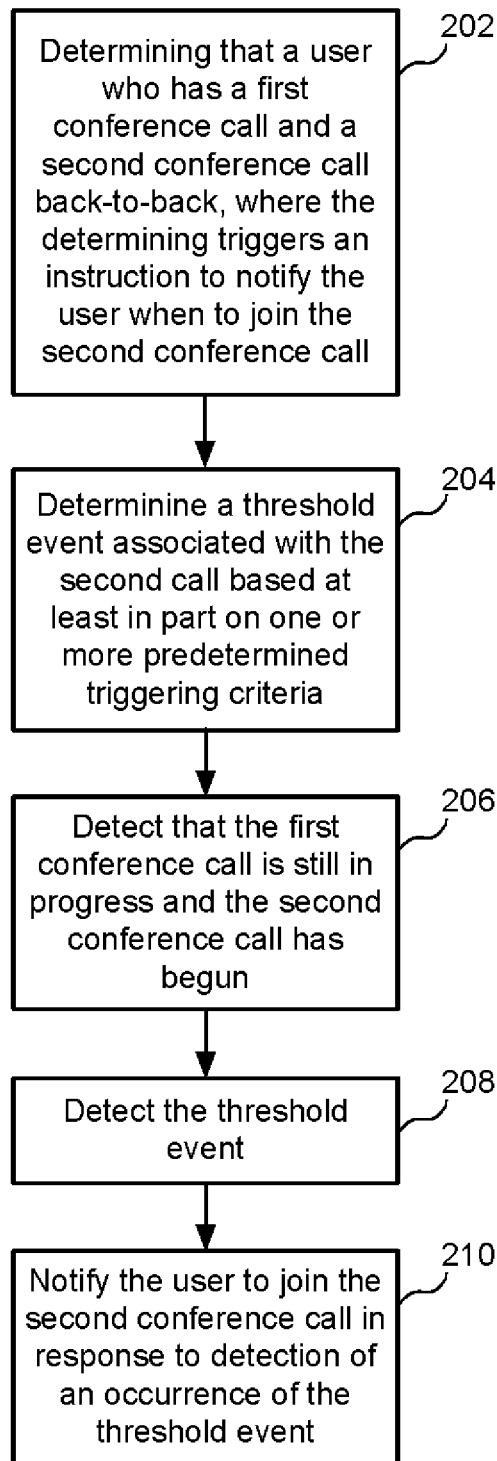 202
Determining that a user
who has a first
conference call and a
second conference call
back-to-back, where the
determining triggers an
instruction to notify the
user when to join the
second conference call
204
Determinine a threshold
event associated with the
second call based at
least in part on one or
more predetermined
triggering criteria
206
Detect that the first
conference call is still in
progress and the second
conference call has
begun
208
Detect the threshold
event
210
Notify the user to join the
second conference call in
response to detection of
an occurrence of the
threshold event